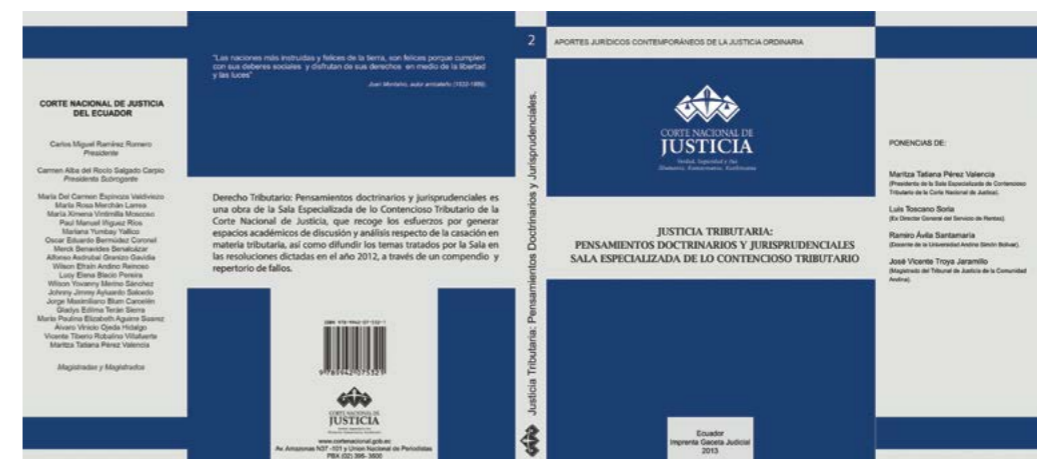 CORTE NACIONAL DE JUSTICIA
DEL ECUADOR
Carlos Miguel Ramírez Romero
Presidente
Carmen Alba del Rocío Salgado Carpio
Presidenta Subrogante
María Del Carmen Espinoza Valdiviezo
María Rosa Merchán Larrea
María Ximena Vintimilla Moscoso
Paúl Manuel Iñiguez Ríos
Mariana Yumbay Yallico
Oscar Eduardo Bermúdez Coronel
Merck Benavides Benalcázar
Alfonso Asdrubal Granizo Gavidia
Wilson Efraín Andino Reinoso
Lucy Elena Blacio Pereira
Wilson Yovanny Merino Sánchez
Johnny Jimmy Ayluardo Salcedo
Jorge Maximiliano Blum Carcelén
Gladys Edilma Terán Sierra
María Paulina Elizabeth Aguirre Suarez
Álvaro Vinicio Ojeda Hidalgo
Vicente Tiberio Robalino Villafuerte
Maritza Tatiana Pérez Valencia
Magistradas y Magistrados
"Las naciones más instruidas y felices de la tierra, son felices porque cumplen
con sus deberes sociales y disfrutan de sus derechos en medio de la libertad
y las luces"
Juan Montalvo, autor ambateño (1832-1889).
Derecho Tributario: Pensamientos doctrinarios y jurisprudenciales es
una obra de la Sala Especializada de lo Contencioso Tributario de la
Corte Nacional de Justicia, que recoge los esfuerzos por generar
espacios académicos de discusión y análisis respecto de la casación en
materia tributaria, así como difundir los temas tratados por la Sala en
las resoluciones dictadas en el año 2012, a través de un compendio y
repertorio de fallos.
ISBN 978-9942-07-532-1
9 789942 075321
CORTE NACIONAL DE
JUSTICIA
www.cortenacional.gob.ec
Av. Amazonas N37 -101 y Unión Nacional de Periodistas
PBX (02) 395- 3500
2
Justicia Tributaria: Pensamientos Doctrinarios y Jurisprudenciales.
APORTES JURÍDICOS CONTEMPORÁNEOS DE LA JUSTICIA ORDINARIA
CORTE NACIONAL DE
JUSTICIA
Verdad, Seguridad y Paz
JUSTICIA TRIBUTARIA:
PENSAMIENTOS DOCTRINARIOS Y JURISPRUDENCIALES
SALA ESPECIALIZADA DE LO CONTENCIOSO TRIBUTARIO
Ecuador
Imprenta Gaceta Judicial
2013
PONENCIAS DE:
Maritza Tatiana Pérez Valencia
(Presidenta de la Sala Especializada de Contencioso
Tributario de la Corte Nacional de Justicia).
Luis Toscano Soria
(Ex Director General del Servicio de Rentas).
Ramiro Ávila Santamaría
(Docente de la Universidad Andina Simón Bolívar).
José Vicente Troya Jaramillo
(Magistrado del Tribunal de Justicia de la Comunidad
Andina).